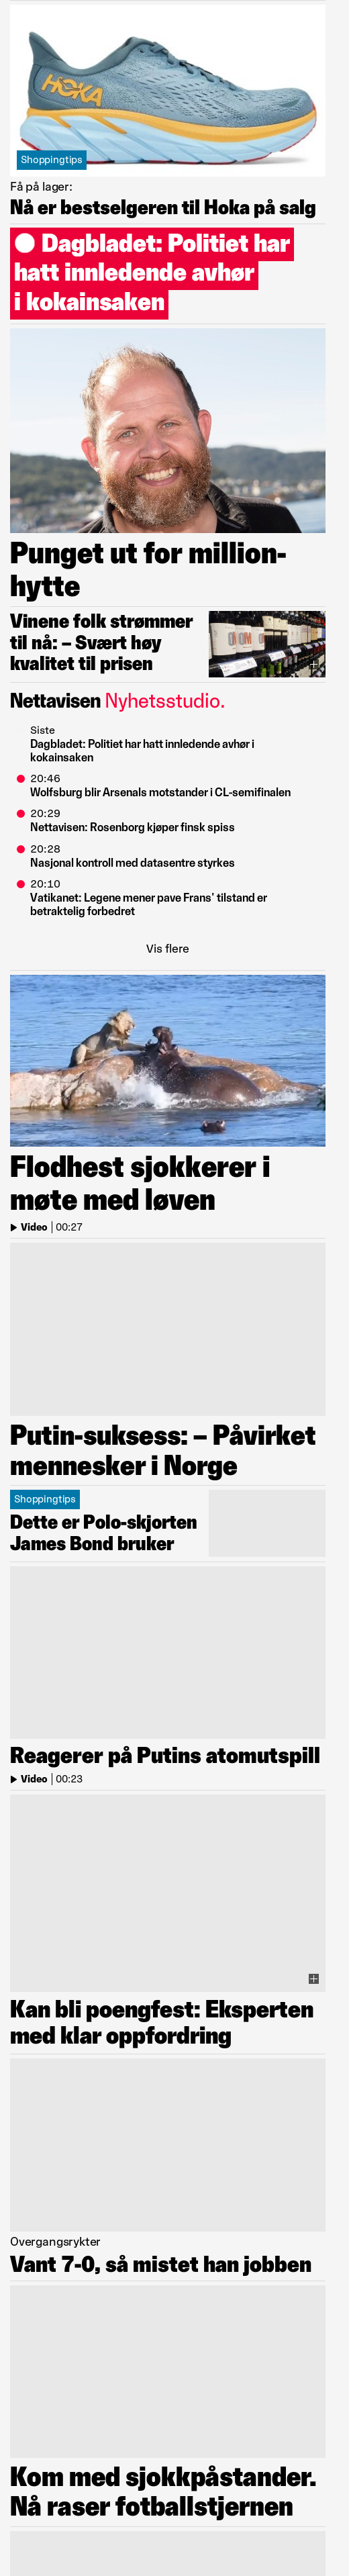 HOKA
Shoppingtips
Få på lager:
Nå er bestselgeren til Hoka på salg
Dagbladet: Politiet har
hatt innledende avhør
i kokainsaken
Punget ut for million-
hytte
Vinene folk strømmer
til nå: – Svært høy
kvalitet til prisen
Nettavisen Nyhetsstudio.
Siste
Dagbladet: Politiet har hatt innledende avhør i
kokainsaken
20:46
Wolfsburg blir Arsenals motstander i CL-semifinalen
20:29
Nettavisen: Rosenborg kjøper finsk spiss
20:28
Nasjonal kontroll med datasentre styrkes
20:10
Vatikanet: Legene mener pave Frans' tilstand er
betraktelig forbedret
Vis flere
Flodhest sjokkerer i
møte med løven
Video | 00:27
Putin-suksess: – Påvirket
mennesker i Norge
Shoppingtips
Dette er Polo-skjorten
James Bond bruker
Reagerer på Putins atomutspill
Video | 00:23
Kan bli poengfest: Eksperten
med klar oppfordring
Overgangsrykter
Vant 7-0, så mistet han jobben
Kom med sjokkpåstander.
Nå raser fotballstjernen